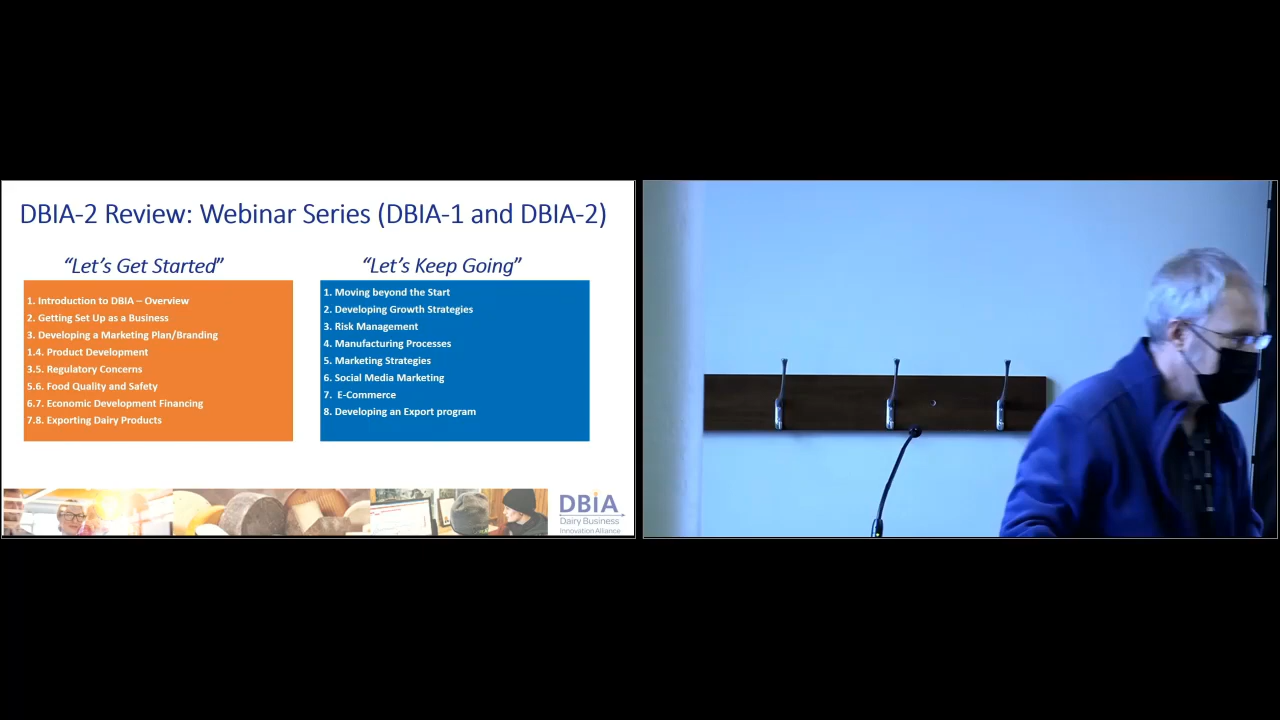 DBIA-2 Review: Webinar Series (DBIA-1 and DBIA-2)
“Let’s Get Started”
1. Introduction to DBIA – Overview
2. Getting Set Up as a Business
3. Developing a Marketing Plan/Branding
1.4. Product Development
3.5. Regulatory Concerns
5.6. Food Quality and Safety
6.7. Economic Development Financing
7.8. Exporting Dairy Products
“Let’s Keep Going”
1. Moving beyond the Start
2. Developing Growth Strategies
3. Risk Management
4. Manufacturing Processes
5. Marketing Strategies
6. Social Media Marketing
7. E-Commerce
8. Developing an Export program
DBiA
Dairy Business
Innovation Alliance